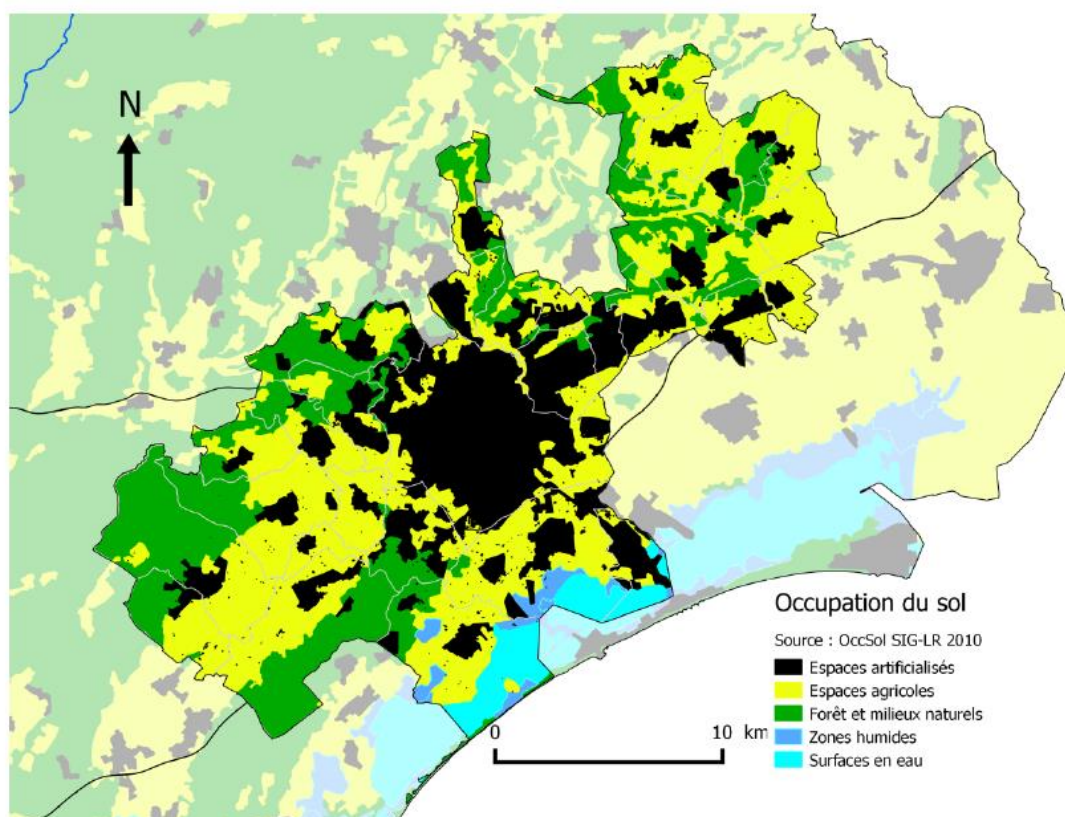 N
Occupation du sol
Source : OccSol SIG-LR 2010
Espaces artificialisés
Espaces agricoles
Forêt et milieux naturels
Zones humides
Surfaces en eau
0 10 km